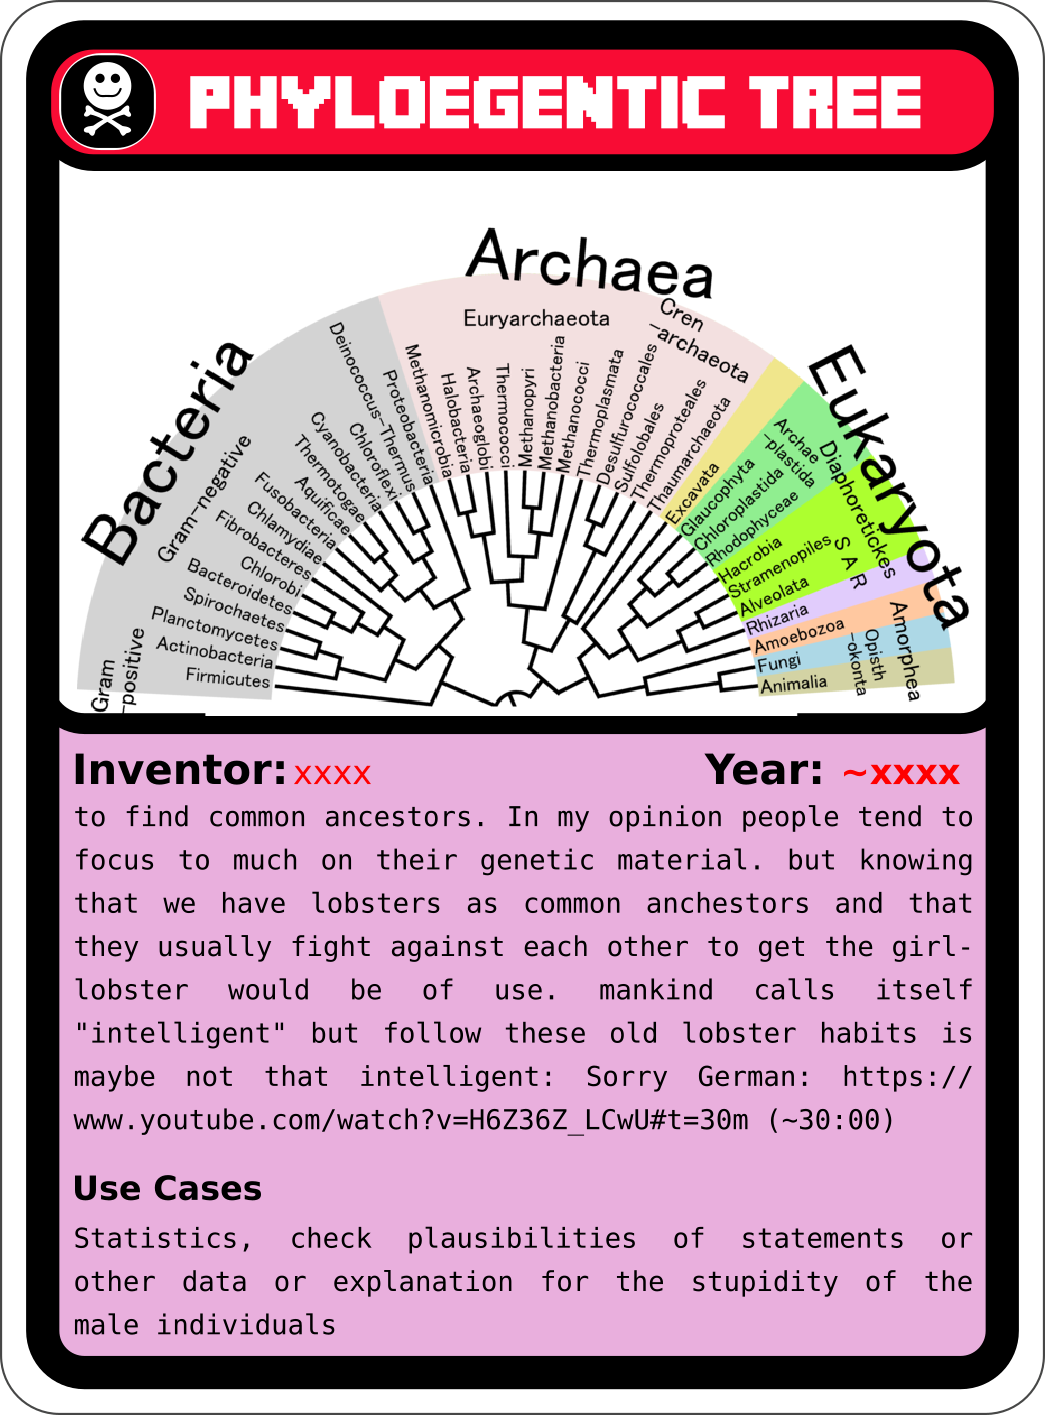 PHYLOEGENTIC TREE
Bacteria
Archaea
Eukaryota
Gram
-positive
Gram-negative
Euryarchaeota
Cren
-archaeota
Archae
-plastida
Diaphoretickes
S A R
Amorphea
Opisth
-okonta
Firmicutes
Actinobacteria
Planctomycetes
Spirochaetes
Bacteroidetes
Chlorobi
Fibrobacteres
Chlamydiae
Fusobacteria
Aquificae
Thermotogae
Cyanobacteria
Chloroflexi
Deinococcus-Thermus
Proteobacteria
Methanomicrobia
Halobacteria
Archaeoglobi
Thermococci
Methanopyri
Methanobacteria
Methanococci
Thermoplasmata
Desulfurococcales
Sulfolobales
Thermoproteales
Thaumarchaeota
Excavata
Glaucophyta
Chloroplastida
Rhodophyceae
Hacrobia
Stramenopiles
Alveolata
Rhizaria
Amoebozoa
Fungi
Animalia
Inventor: xxxx Year: ~xxxx
to find common ancestors. In my opinion people tend to
focus to much on their genetic material. but knowing
that we have lobsters as common anchestors and that
they usually fight against each other to get the girl-
lobster would be of use. mankind calls itself
"intelligent" but follow these old lobster habits is
maybe not that intelligent: Sorry German: https://
www.youtube.com/watch?v=H6Z36Z_LCwU#t=30m (~30:00)
Use Cases
Statistics, check plausibilities of statements or
other data or explanation for the stupidity of the
male individuals